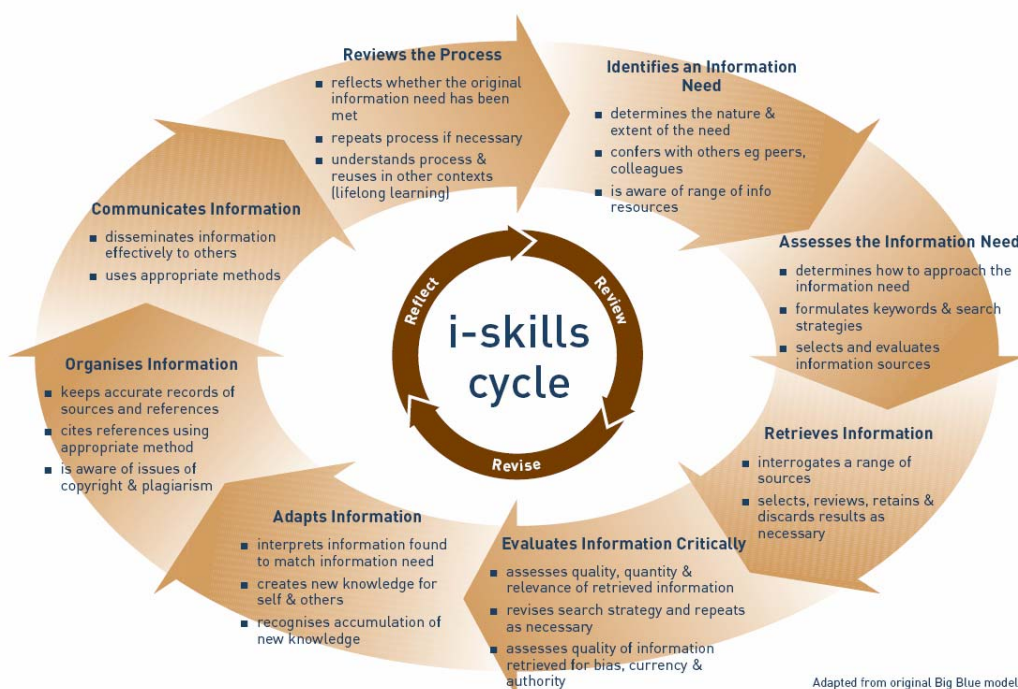 Reviews the Process
▪ reflects whether the original
information need has been
met
▪ repeats process if necessary
▪ understands process &
reuses in other contexts
(lifelong learning)
Identifies an Information
Need
▪ determines the nature &
extent of the need
▪ confers with others eg peers,
colleagues
▪ is aware of range of info
resources
Assesses the Information Need
▪ determines how to approach the
information need
▪ formulates keywords & search
strategies
▪ selects and evaluates
information sources
Retrieves Information
▪ interrogates a range of
sources
▪ selects, reviews, retains &
discards results as
necessary
Evaluates Information Critically
▪ assesses quality, quantity &
relevance of retrieved information
▪ revises search strategy and repeats
as necessary
▪ assesses quality of information
retrieved for bias, currency &
authority
Adapts Information
▪ interprets information found
to match information need
▪ creates new knowledge for
self & others
▪ recognises accumulation of
new knowledge
Organises Information
▪ keeps accurate records of
sources and references
▪ cites references using
appropriate method
▪ is aware of issues of
copyright & plagiarism
Communicates Information
▪ disseminates information
effectively to others
▪ uses appropriate methods
Reflect
Review
Revise
i-skills
cycle
Adapted from original Big Blue model